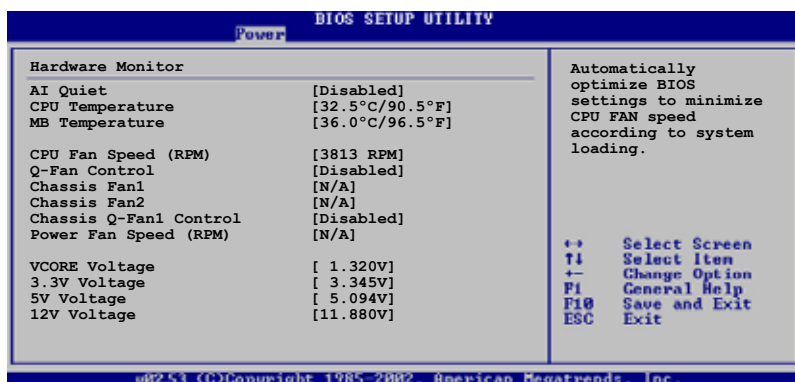 BIOS SETUP UTILITY
Power
Hardware Monitor
AI Quiet [Disabled]
CPU Temperature [32.5°C/90.5°F]
MB Temperature [36.0°C/96.5°F]
CPU Fan Speed (RPM) [3813 RPM]
Q-Fan Control [Disabled]
Chassis Fan1 [N/A]
Chassis Fan2 [N/A]
Chassis Q-Fan1 Control [Disabled]
Power Fan Speed (RPM) [N/A]
VCORE Voltage [ 1.320V]
3.3V Voltage [ 3.345V]
5V Voltage [ 5.094V]
12V Voltage [11.880V]
Automatically
optimize BIOS
settings to minimize
CPU FAN speed
according to system
loading.
↔ Select Screen
↑↓ Select Item
+- Change Option
F1 General Help
F10 Save and Exit
ESC Exit
v02.53 (C)Copyright 1985-2002, American Megatrends, Inc.